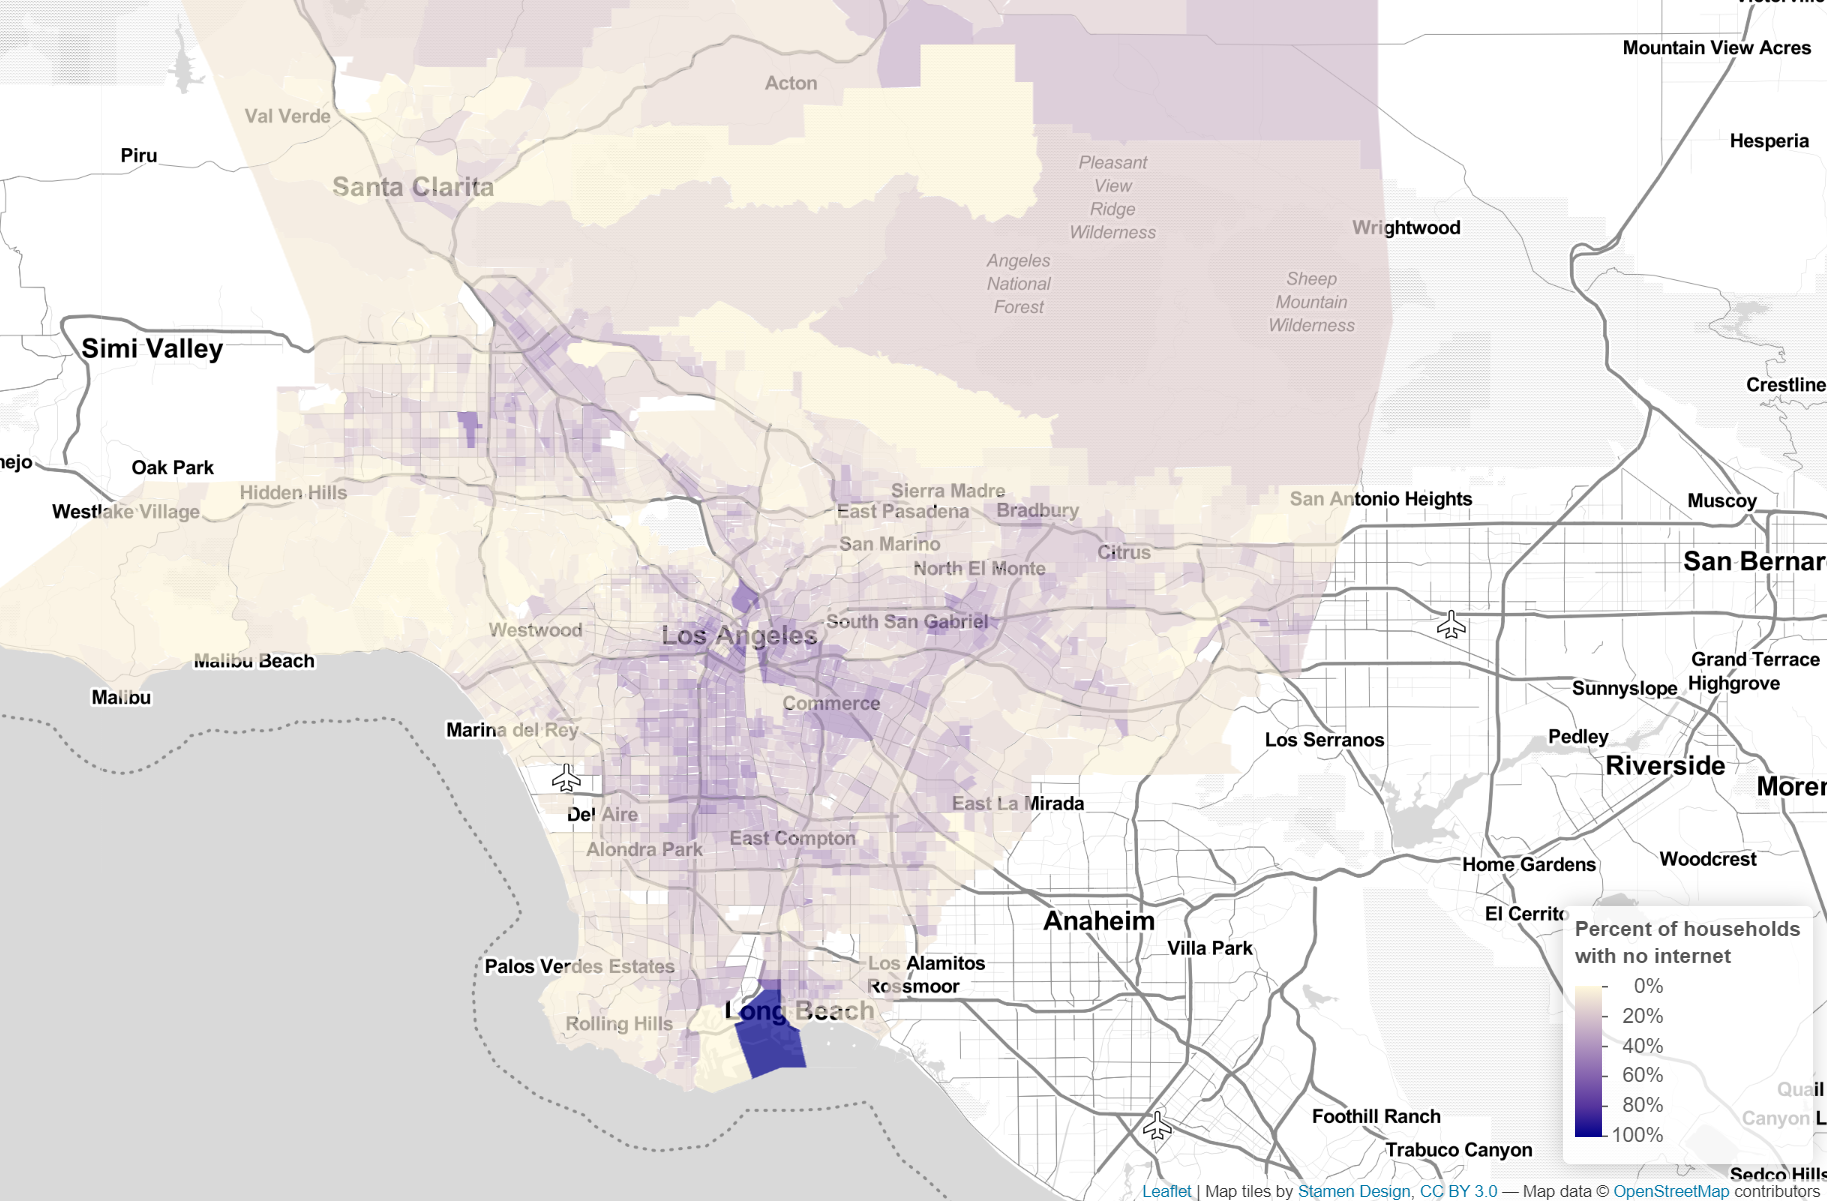 Victorville
Mountain View Acres
Acton
Val Verde
Hesperia
Piru
Pleasant
View
Ridge
Wilderness
Santa Clarita
Wrightwood
Angeles
National
Forest
Sheep
Mountain
Wilderness
Simi Valley
Crestline
nejo
Oak Park
Hidden Hills
Sierra Madre
San Antonio Heights
Muscoy
Westlake Village
East Pasadena
Bradbury
San Marino
Citrus
San Bernar
North El Monte
South San Gabriel
Westwood
Los Angeles
Malibu Beach
Grand Terrace
Malibu
Sunnyslope
Highgrove
Commerce
Marina del Rey
Los Serranos
Pedley
Riverside
Moren
East La Mirada
Del Aire
East Compton
Alondra Park
Home Gardens
Woodcrest
Anaheim
El Cerrito
Villa Park
Percent of households
with no internet
Palos Verdes Estates
Los Alamitos
Rossmoor
0%
Long Beach
20%
Rolling Hills
40%
60%
Quail
80%
Foothill Ranch
Canyon L
100%
Trabuco Canyon
Sedco Hills
Leaflet | Map tiles by Stamen Design, CC BY 3.0 — Map data © OpenStreetMap contributors